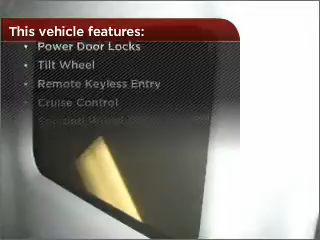 This vehicle features:
• Power Door Locks
• Tilt Wheel
• Remote Keyless Entry
• Cruise Control